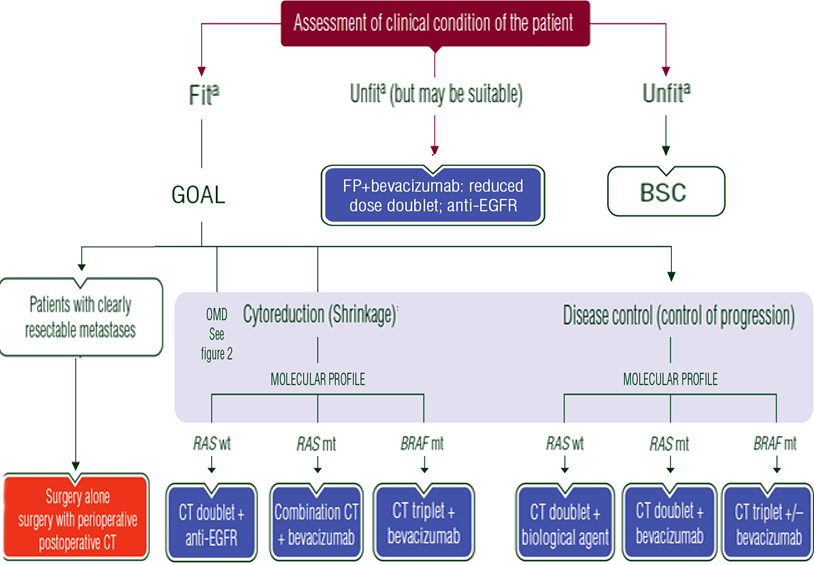 Assessment of clinical condition of the patient
Fitª
Unfitª (but may be suitable)
Unfitª
GOAL
FP+bevacizumab: reduced
dose doublet; anti-EGFR
BSC
Patients with clearly
resectable metastases
OMD
See
figure 2
Cytoreduction (Shrinkage)
Disease control (control of progression)
MOLECULAR PROFILE
MOLECULAR PROFILE
RAS wt
RAS mt
BRAF mt
RAS wt
RAS mt
BRAF mt
Surgery alone
surgery with perioperative
postoperative CT
CT doublet +
anti-EGFR
Combination CT
+ bevacizumab
CT triplet +
bevacizumab
CT doublet +
biological agent
CT doublet +
bevacizumab
CT triplet +/–
bevacizumab